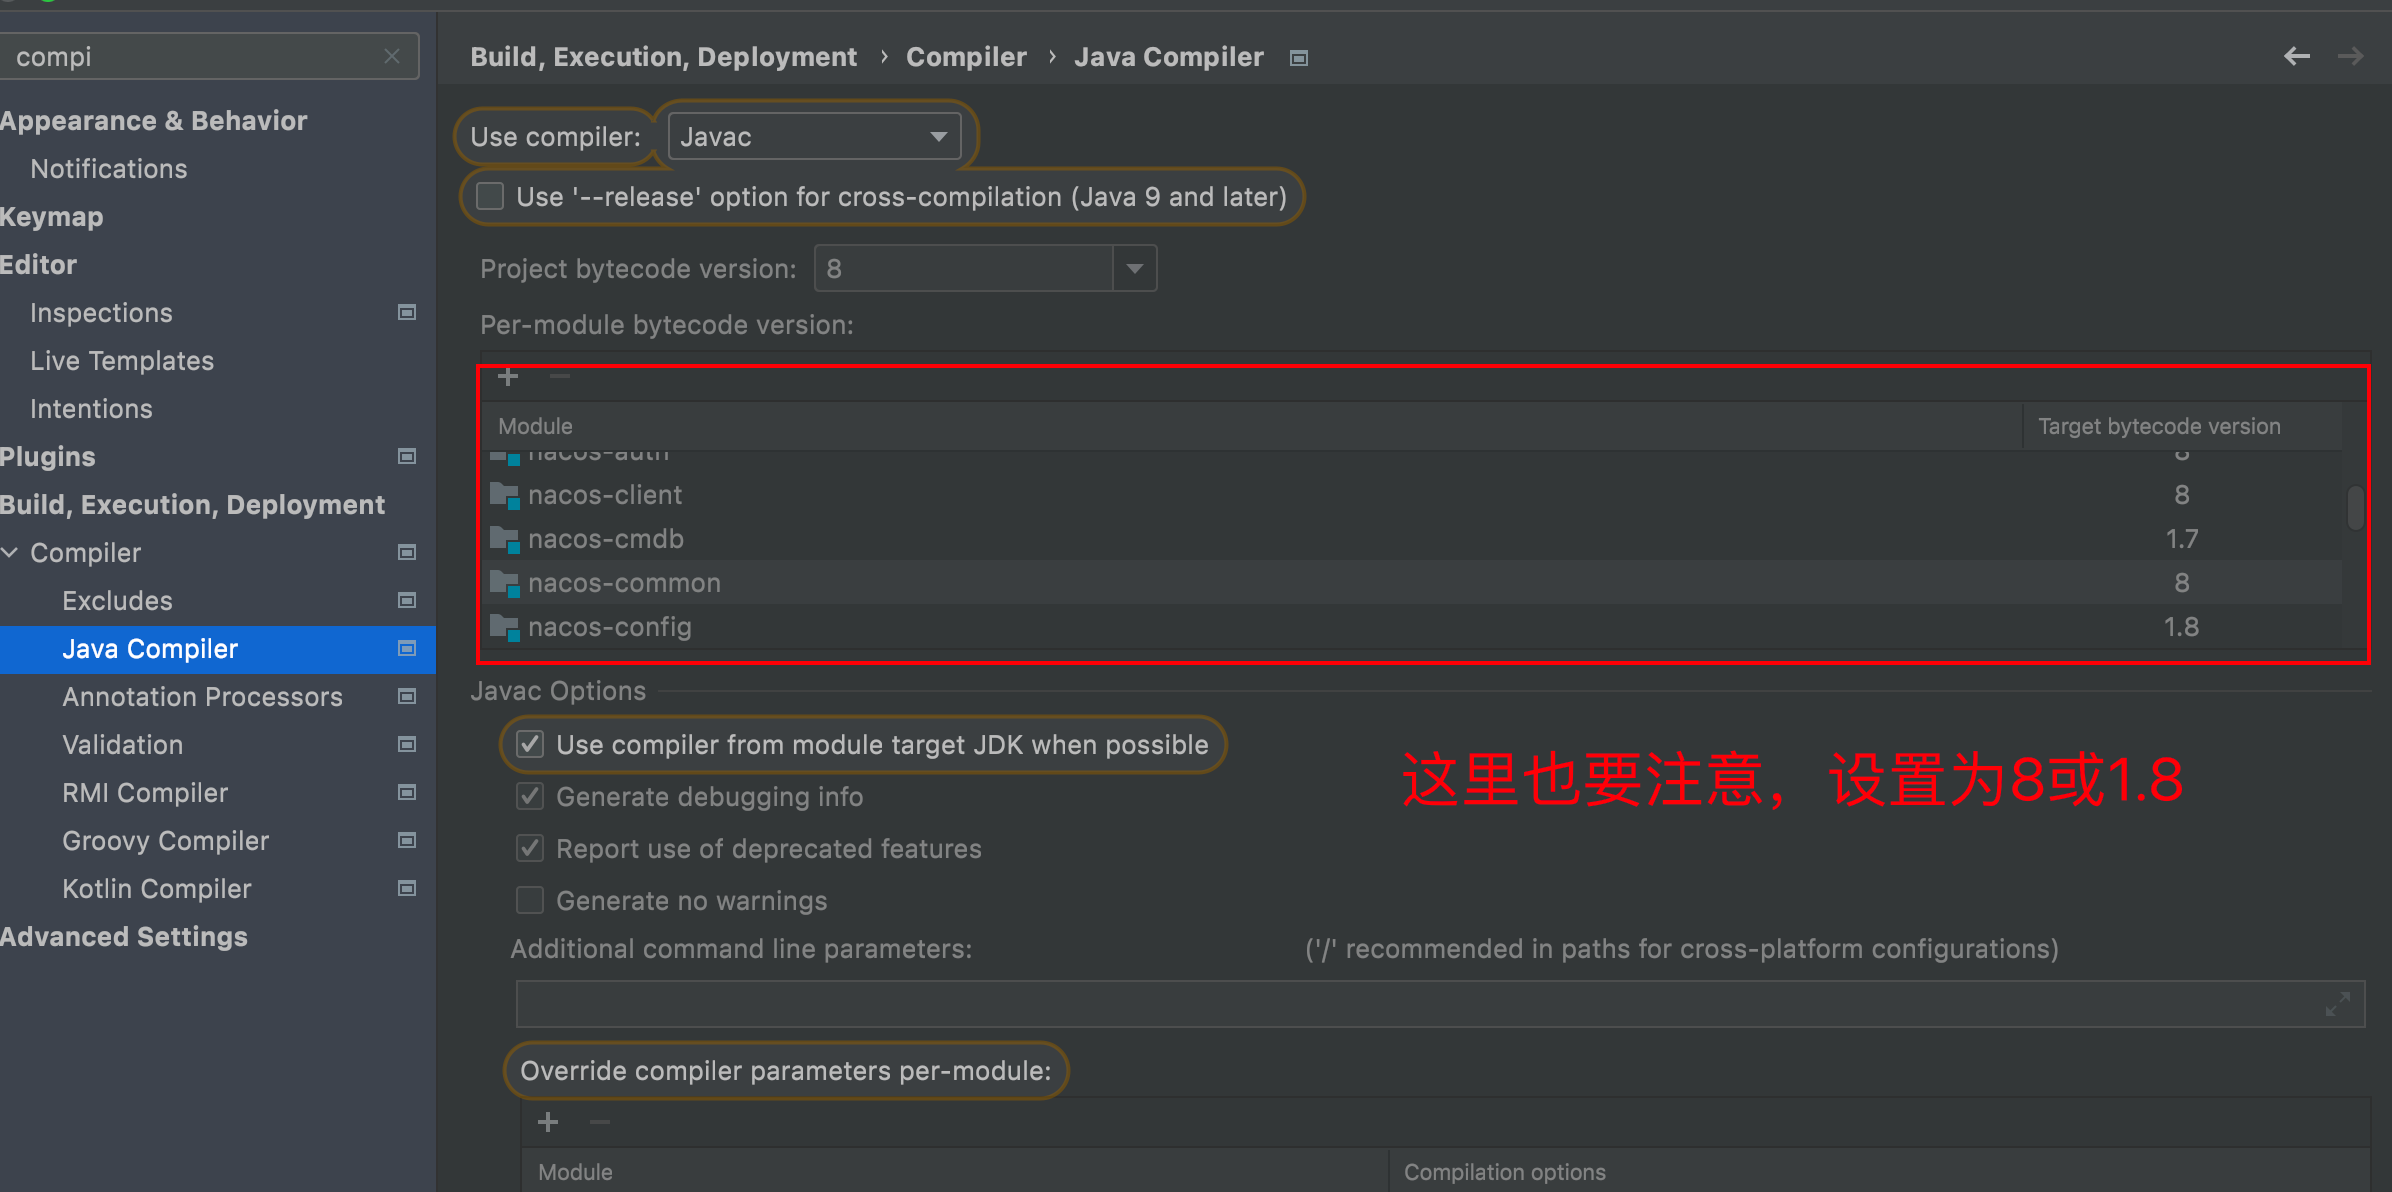 compi
Appearance & Behavior
Notifications
Keymap
Editor
Inspections
Live Templates
Intentions
Plugins
Build, Execution, Deployment
Compiler
Excludes
Java Compiler
Annotation Processors
Validation
RMI Compiler
Groovy Compiler
Kotlin Compiler
Advanced Settings
Build, Execution, Deployment › Compiler › Java Compiler
Use compiler: Javac
Use '--release' option for cross-compilation (Java 9 and later)
Project bytecode version: 8
Per-module bytecode version:
Module Target bytecode version
nacos-auth 8
nacos-client 8
nacos-cmdb 1.7
nacos-common 8
nacos-config 1.8
Javac Options
Use compiler from module target JDK when possible
这里也要注意，设置为8或1.8
Generate debugging info
Report use of deprecated features
Generate no warnings
Additional command line parameters: ('/' recommended in paths for cross-platform configurations)
Override compiler parameters per-module:
Module Compilation options